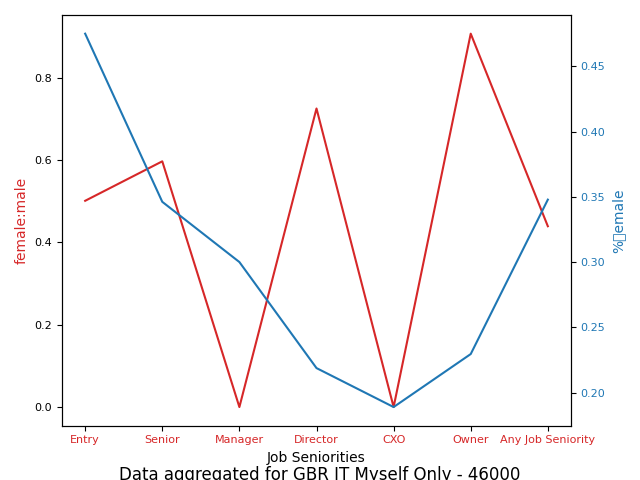 0.8
0.6
0.4
0.2
0.0
female:male
0.45
0.40
0.35
0.30
0.25
0.20
Entry Senior Manager Director CXO Owner Any Job Seniority
Job Seniorities
Data aggregated for GBR IT Myself Only - 46000